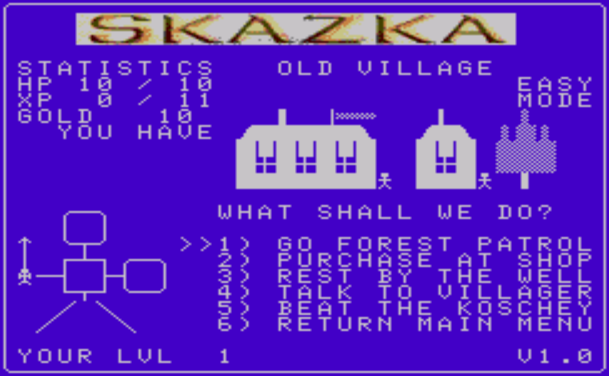 SKAZKA
STATISTICS
HP 10 / 10
XP 0 / 11
GOLD 10
YOU HAVE
OLD VILLAGE
EASY
MODE
WHAT SHALL WE DO?
>>1) GO FOREST PATROL
2) PURCHASE AT SHOP
3) REST BY THE WELL
4) TALK TO VILLAGER
5) BEAT THE KOSCHEY
6) RETURN MAIN MENU
YOUR LVL 1
V1.0